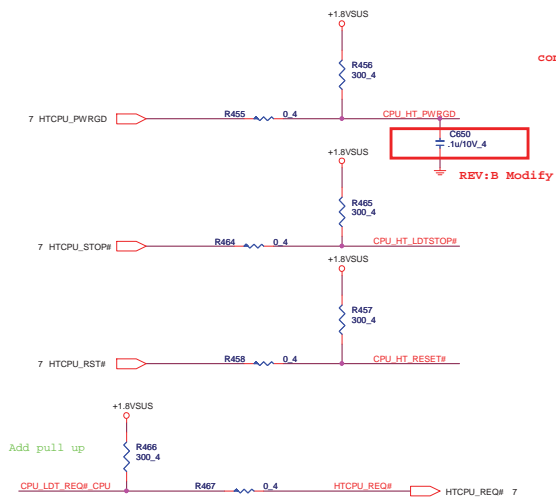 +1.8VSUS
R456
300_4
COI
7 HTCPU_PWRGD
R455 0_4
CPU_HT_PWRGD
C650
.1u/10V_4
REV:B Modify
+1.8VSUS
R465
300_4
7 HTCPU_STOP#
R464 0_4
CPU_HT_LDTSTOP#
+1.8VSUS
R457
300_4
7 HTCPU_RST#
R458 0_4
CPU_HT_RESET#
+1.8VSUS
Add pull up
R466
300_4
CPU_LDT_REQ#_CPU
R467 0_4
HTCPU_REQ#
HTCPU_REQ# 7